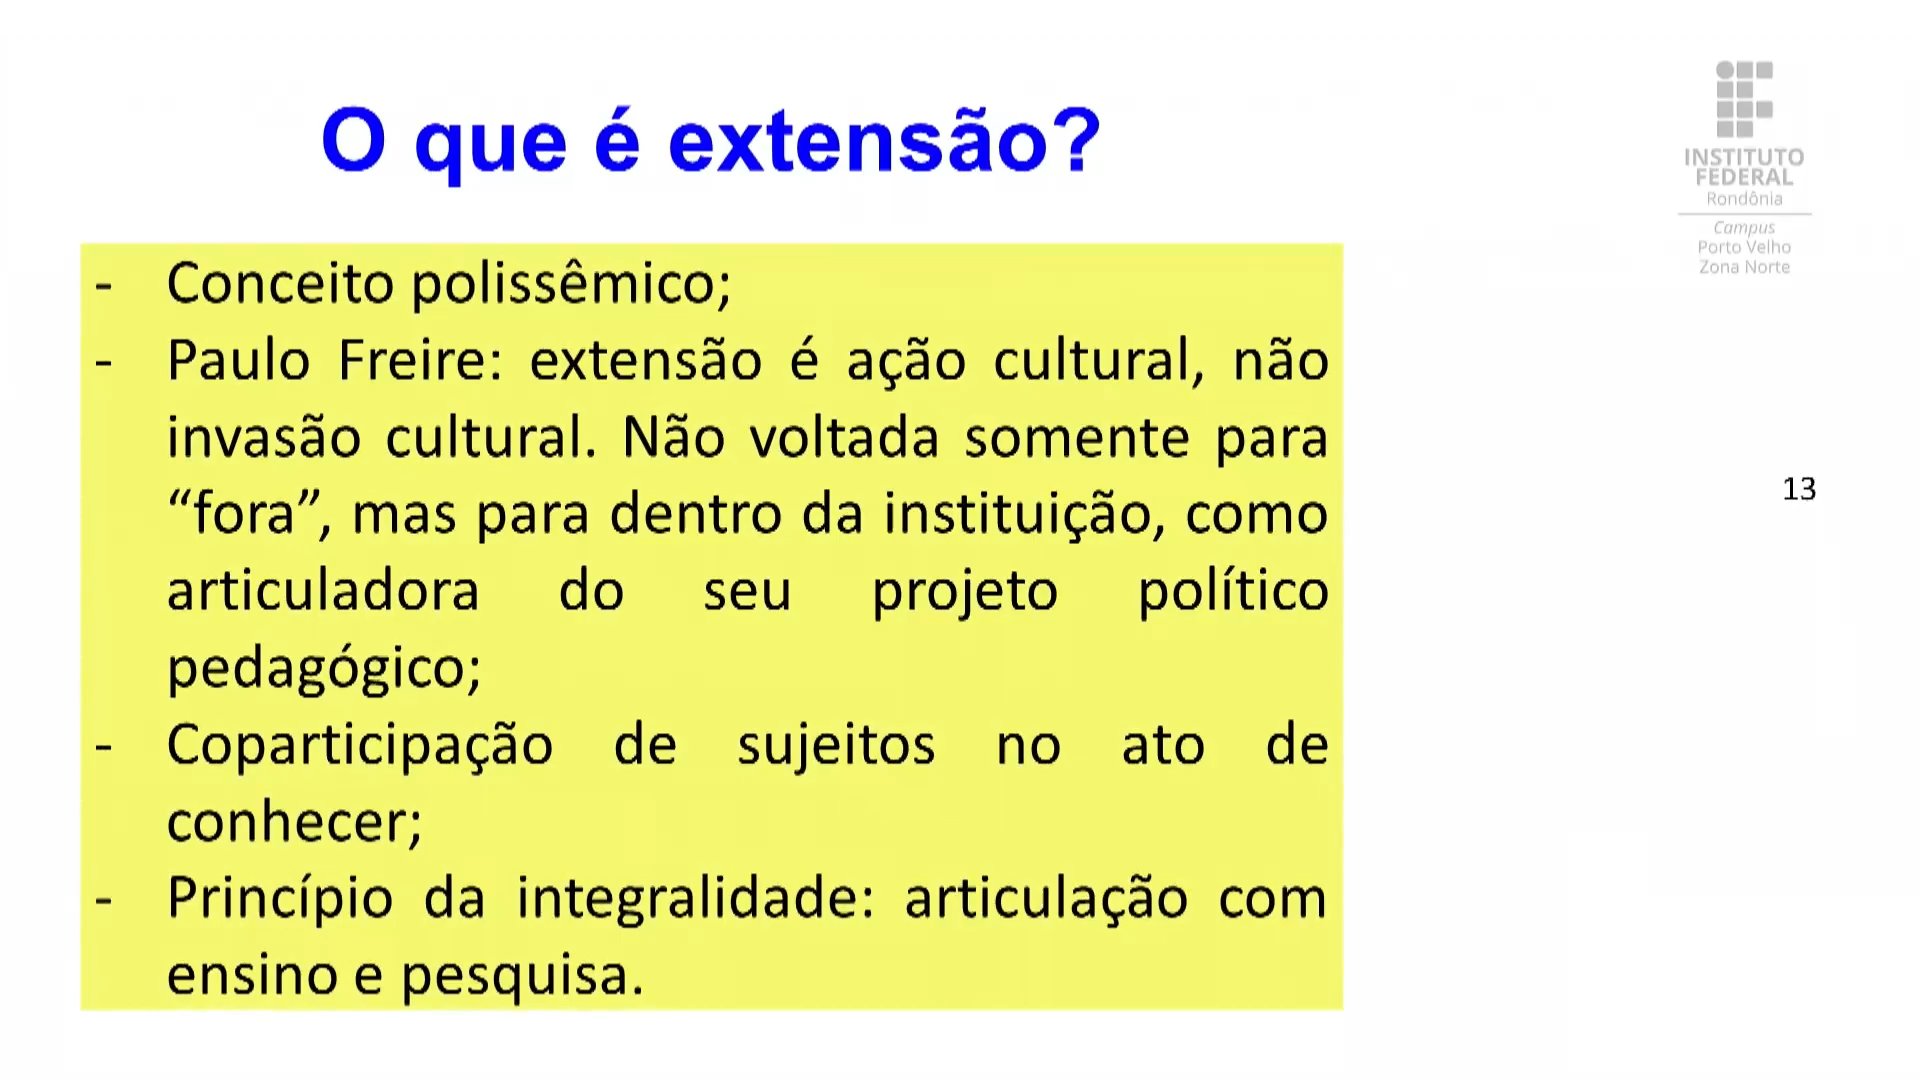 O que é extensão?
INSTITUTO
FEDERAL
Rondônia
Campus
Porto Velho
Zona Norte
- Conceito polissêmico;
- Paulo Freire: extensão é ação cultural, não
invasão cultural. Não voltada somente para
“fora”, mas para dentro da instituição, como
articuladora do seu projeto político
pedagógico;
- Coparticipação de sujeitos no ato de
conhecer;
- Princípio da integralidade: articulação com
ensino e pesquisa.
13